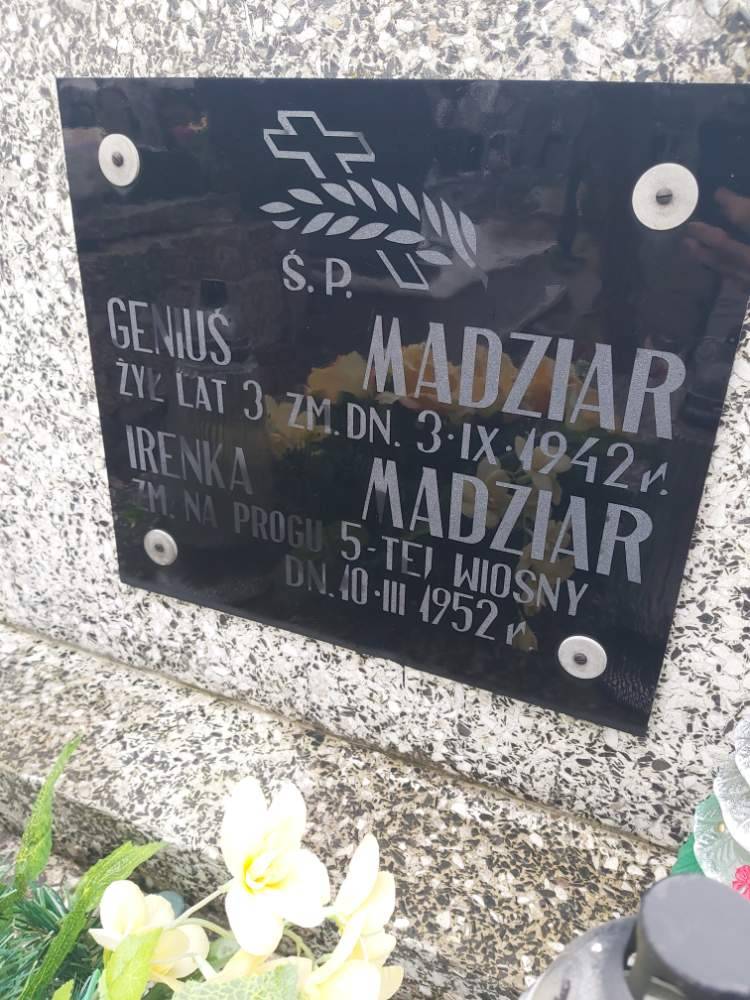 Ś. P.
GENIUŚ MADZIAR
ŻYŁ LAT 3 ZM. DN. 3·IX·1942 r.
IRENKA MADZIAR
ZM. NA PROGU 5-TEJ WIOSNY
DN. 10·III 1952 r